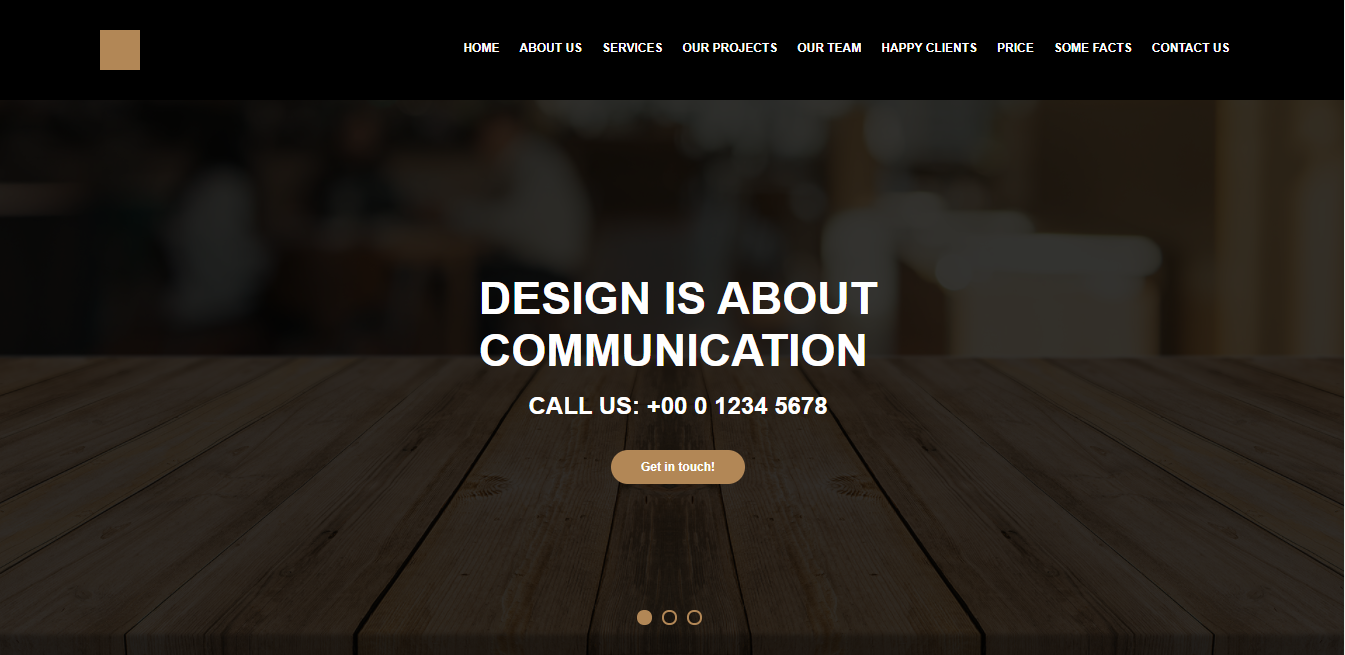 HOME ABOUT US SERVICES OUR PROJECTS OUR TEAM HAPPY CLIENTS PRICE SOME FACTS CONTACT US
DESIGN IS ABOUT
COMMUNICATION
CALL US: +00 0 1234 5678
Get in touch!